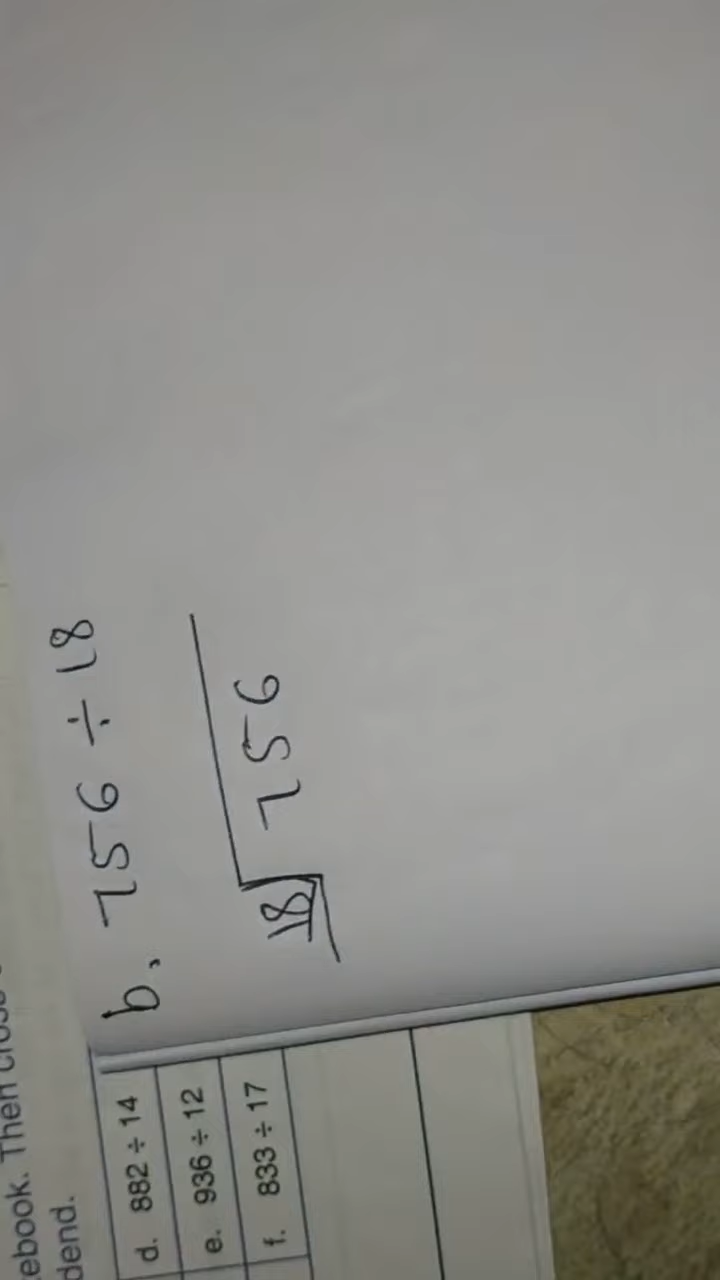 ebook. Then
dend.
d. 882 ÷ 14
e. 936 ÷ 12
f. 833 ÷ 17
b. 756 ÷ 18
18 756